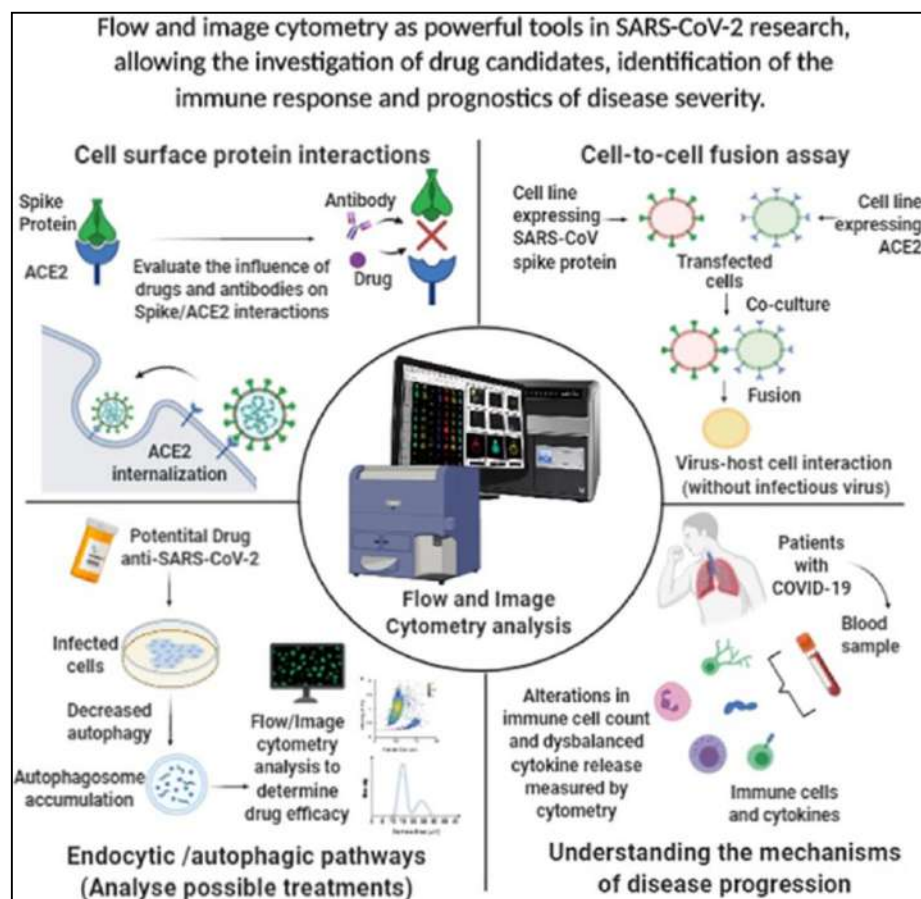 Flow and image cytometry as powerful tools in SARS-CoV-2 research,
allowing the investigation of drug candidates, identification of the
immune response and prognostics of disease severity.
Cell surface protein interactions
Spike
Protein
ACE2
Evaluate the influence of
drugs and antibodies on
Spike/ACE2 interactions
Antibody
Drug
ACE2
internalization
Cell-to-cell fusion assay
Cell line
expressing
SARS-CoV
spike protein
Cell line
expressing
ACE2
Transfected
cells
Co-culture
Fusion
Virus-host cell interaction
(without infectious virus)
Flow and Image
Cytometry analysis
Potentital Drug
anti-SARS-CoV-2
Infected
cells
Decreased
autophagy
Autophagosome
accumulation
Flow/Image
cytometry
analysis to
determine
drug efficacy
Endocytic /autophagic pathways
(Analyse possible treatments)
Patients
with
COVID-19
Blood
sample
Alterations in
immune cell count
and dysbalanced
cytokine release
measured by
cytometry
Immune cells
and cytokines
Understanding the mechanisms
of disease progression